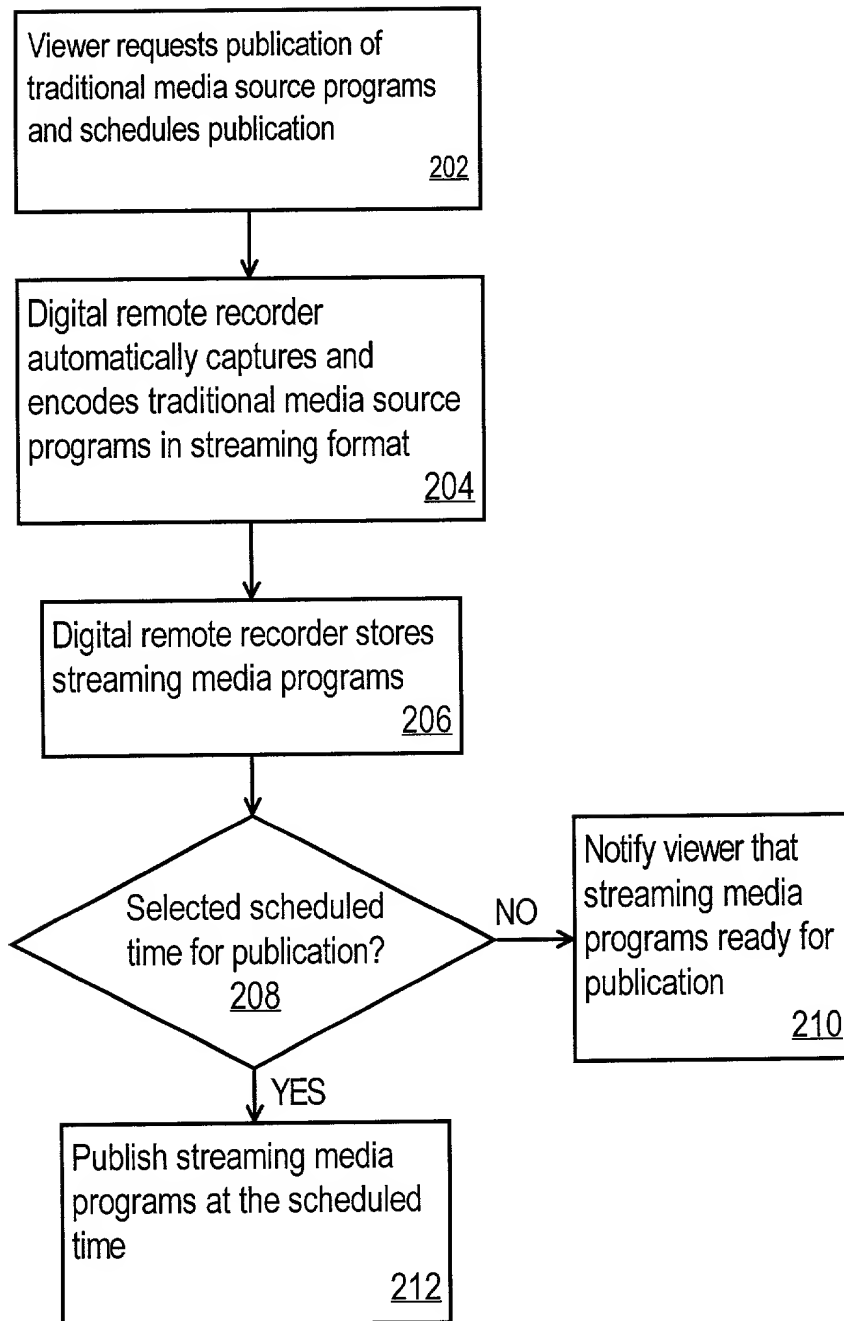 Viewer requests publication of
traditional media source programs
and schedules publication
202
Digital remote recorder
automatically captures and
encodes traditional media source
programs in streaming format
204
Digital remote recorder stores
streaming media programs
206
Selected scheduled
time for publication?
208
NO
Notify viewer that
streaming media
programs ready for
publication
210
YES
Publish streaming media
programs at the scheduled
time
212